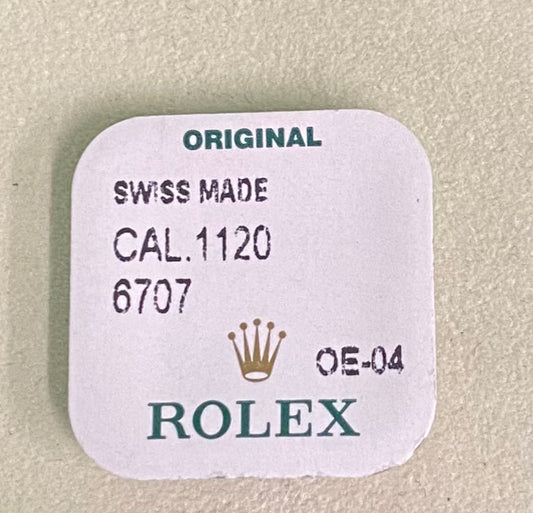 ORIGINAL
SWISS MADE
CAL.1120
6707
OE-04
ROLEX